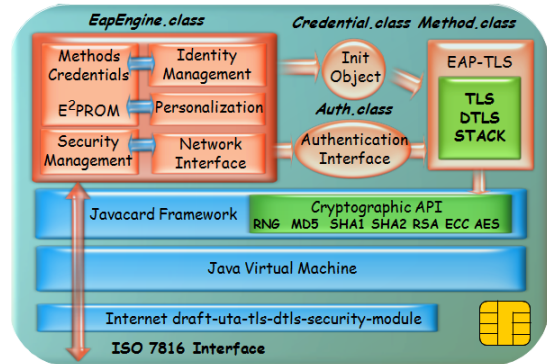 EapEngine.class
Credential.class
Method.class
Methods
Credentials
Identity
Management
Init
Object
EAP-TLS
E²PROM
Personalization
Auth.class
TLS
DTLS
STACK
Security
Management
Network
Interface
Authentication
Interface
Javacard Framework
Cryptographic API
RNG MD5 SHA1 SHA2 RSA ECC AES
Java Virtual Machine
Internet draft-uta-tls-dtls-security-module
ISO 7816 Interface